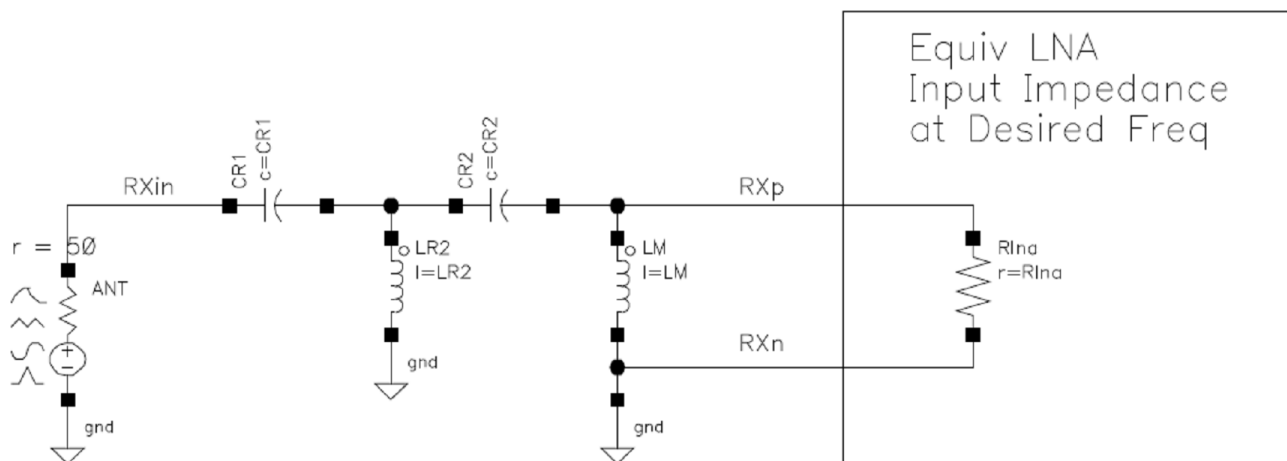 Equiv LNA
Input Impedance
at Desired Freq
CR1
c=CR1
CR2
c=CR2
RXin
RXp
r = 50
ANT
LR2
l=LR2
LM
l=LM
Rlna
r=Rlna
RXn
gnd
gnd
gnd